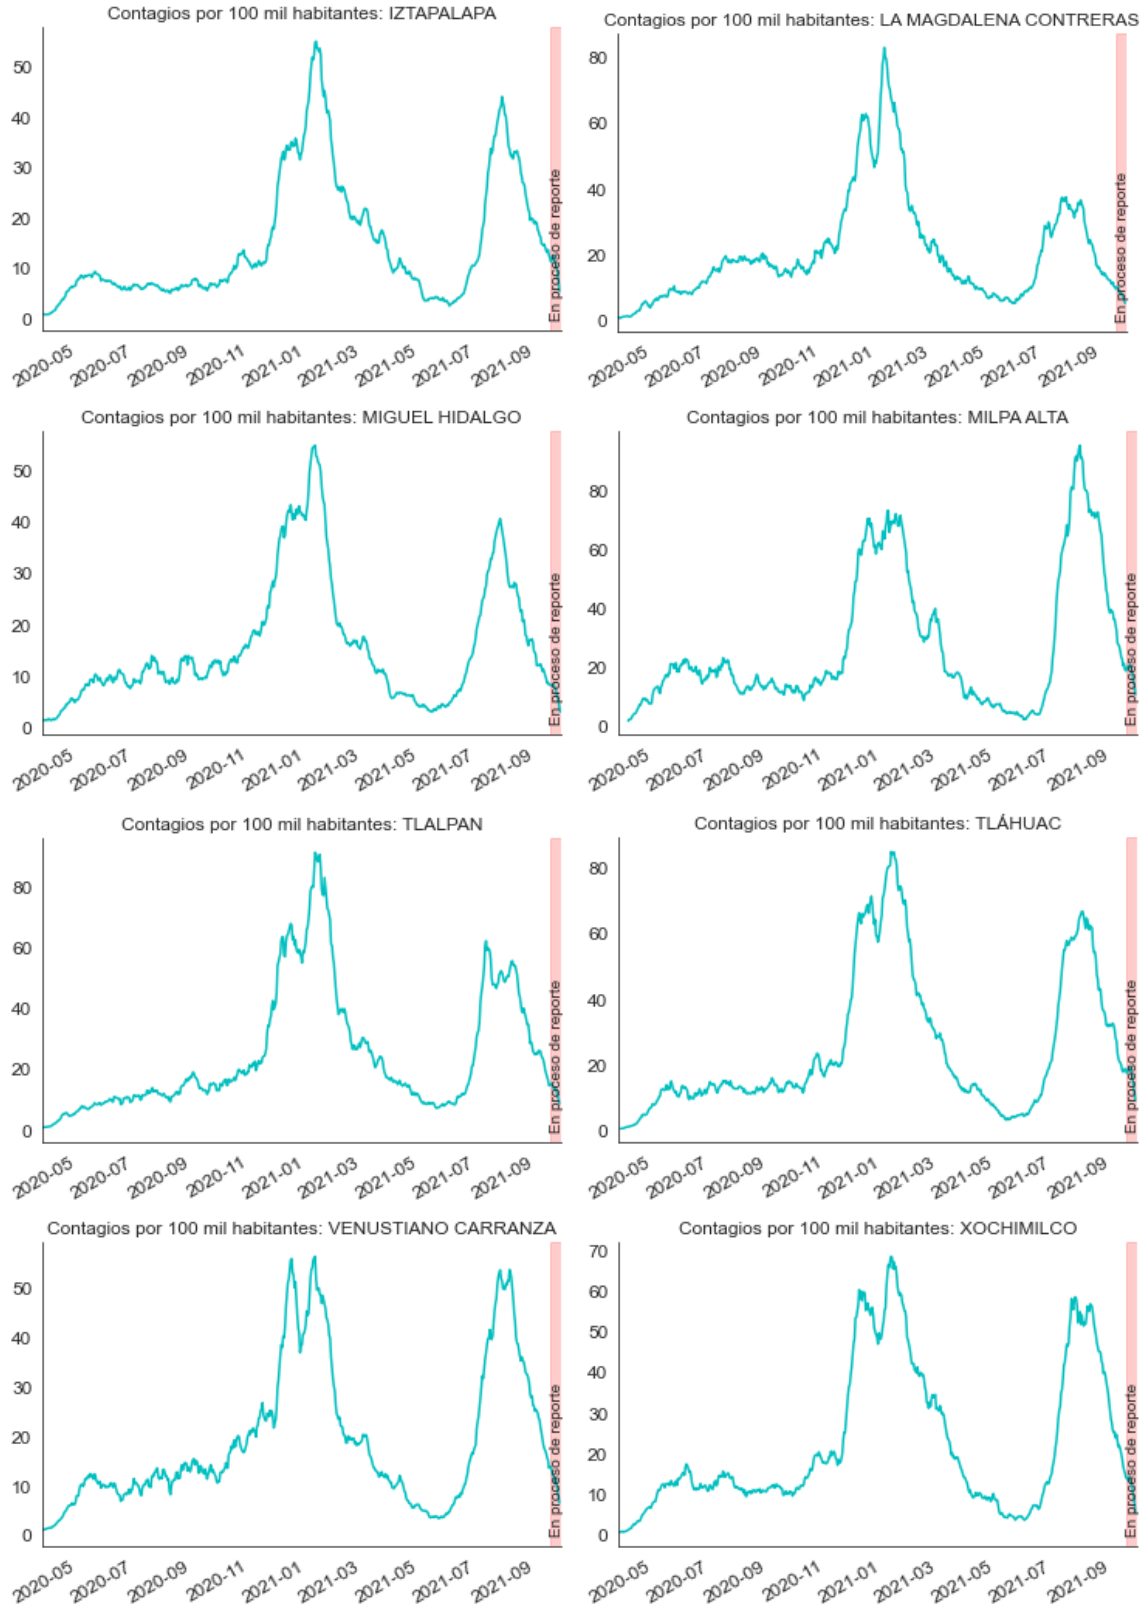 Contagios por 100 mil habitantes: IZTAPALAPA
50
40
30
20
10
0
En proceso de reporte
2020-05 2020-07 2020-09 2020-11 2021-01 2021-03 2021-05 2021-07 2021-09
Contagios por 100 mil habitantes: LA MAGDALENA CONTRERAS
80
60
40
20
0
En proceso de reporte
2020-05 2020-07 2020-09 2020-11 2021-01 2021-03 2021-05 2021-07 2021-09
Contagios por 100 mil habitantes: MIGUEL HIDALGO
50
40
30
20
10
0
En proceso de reporte
2020-05 2020-07 2020-09 2020-11 2021-01 2021-03 2021-05 2021-07 2021-09
Contagios por 100 mil habitantes: MILPA ALTA
80
60
40
20
0
En proceso de reporte
2020-05 2020-07 2020-09 2020-11 2021-01 2021-03 2021-05 2021-07 2021-09
Contagios por 100 mil habitantes: TLALPAN
80
60
40
20
0
En proceso de reporte
2020-05 2020-07 2020-09 2020-11 2021-01 2021-03 2021-05 2021-07 2021-09
Contagios por 100 mil habitantes: TLÁHUAC
80
60
40
20
0
En proceso de reporte
2020-05 2020-07 2020-09 2020-11 2021-01 2021-03 2021-05 2021-07 2021-09
Contagios por 100 mil habitantes: VENUSTIANO CARRANZA
50
40
30
20
10
0
En proceso de reporte
2020-05 2020-07 2020-09 2020-11 2021-01 2021-03 2021-05 2021-07 2021-09
Contagios por 100 mil habitantes: XOCHIMILCO
70
60
50
40
30
20
10
0
En proceso de reporte
2020-05 2020-07 2020-09 2020-11 2021-01 2021-03 2021-05 2021-07 2021-09